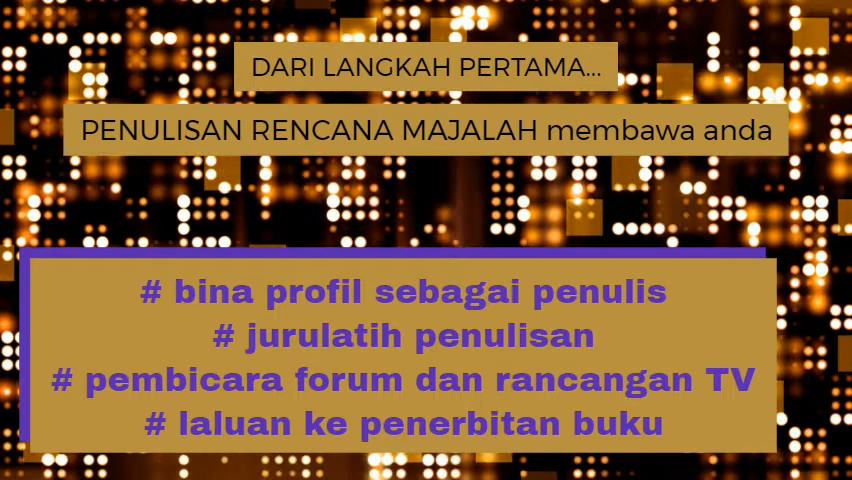 DARI LANGKAH PERTAMA...
PENULISAN RENCANA MAJALAH membawa anda
# bina profil sebagai penulis
# jurulatih penulisan
# pembicara forum dan rancangan TV
# laluan ke penerbitan buku